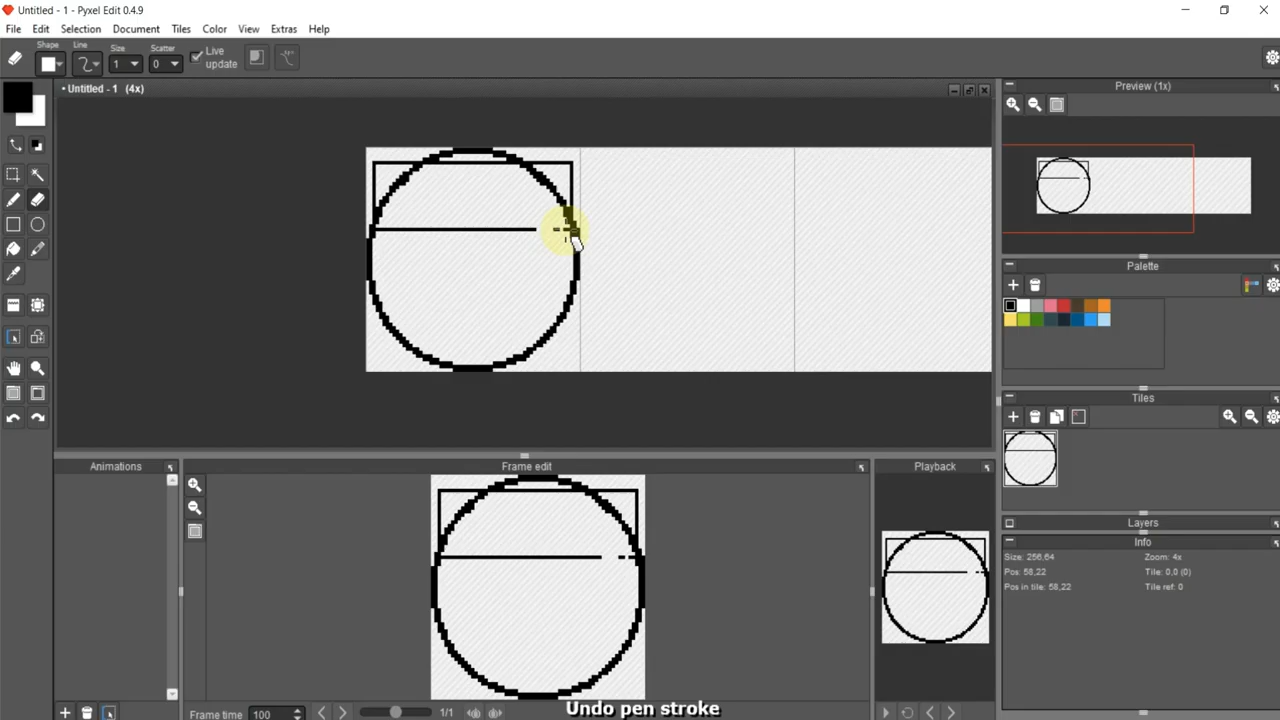 Untitled - 1 - Pyxel Edit 0.4.9
File Edit Selection Document Tiles Color View Extras Help
Shape Line Size Scatter
1 0 Live update
• Untitled - 1 (4x)
Preview (1x)
Palette
Tiles
Animations
Frame edit
Playback
Layers
Info
Size: 256,64 Zoom: 4x
Pos: 58,22 Tile: 0,0 (0)
Pos in tile: 58,22 Tile ref: 0
Frame time 100 1/1
Undo pen stroke